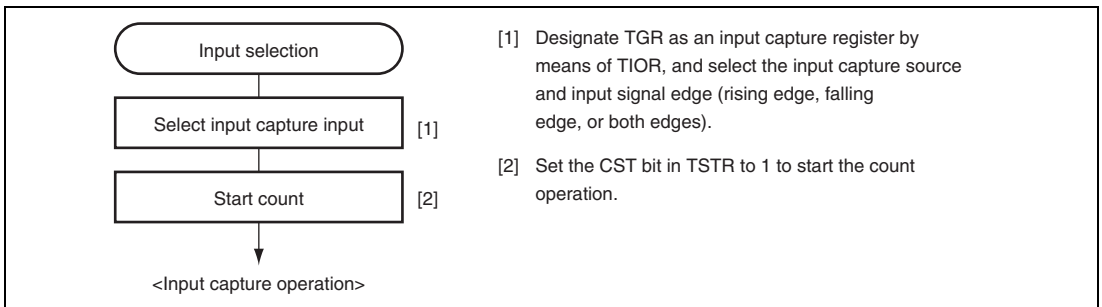 Input selection
Select input capture input
[1]
Start count
[2]
<Input capture operation>
[1] Designate TGR as an input capture register by
means of TIOR, and select the input capture source
and input signal edge (rising edge, falling
edge, or both edges).
[2] Set the CST bit in TSTR to 1 to start the count
operation.